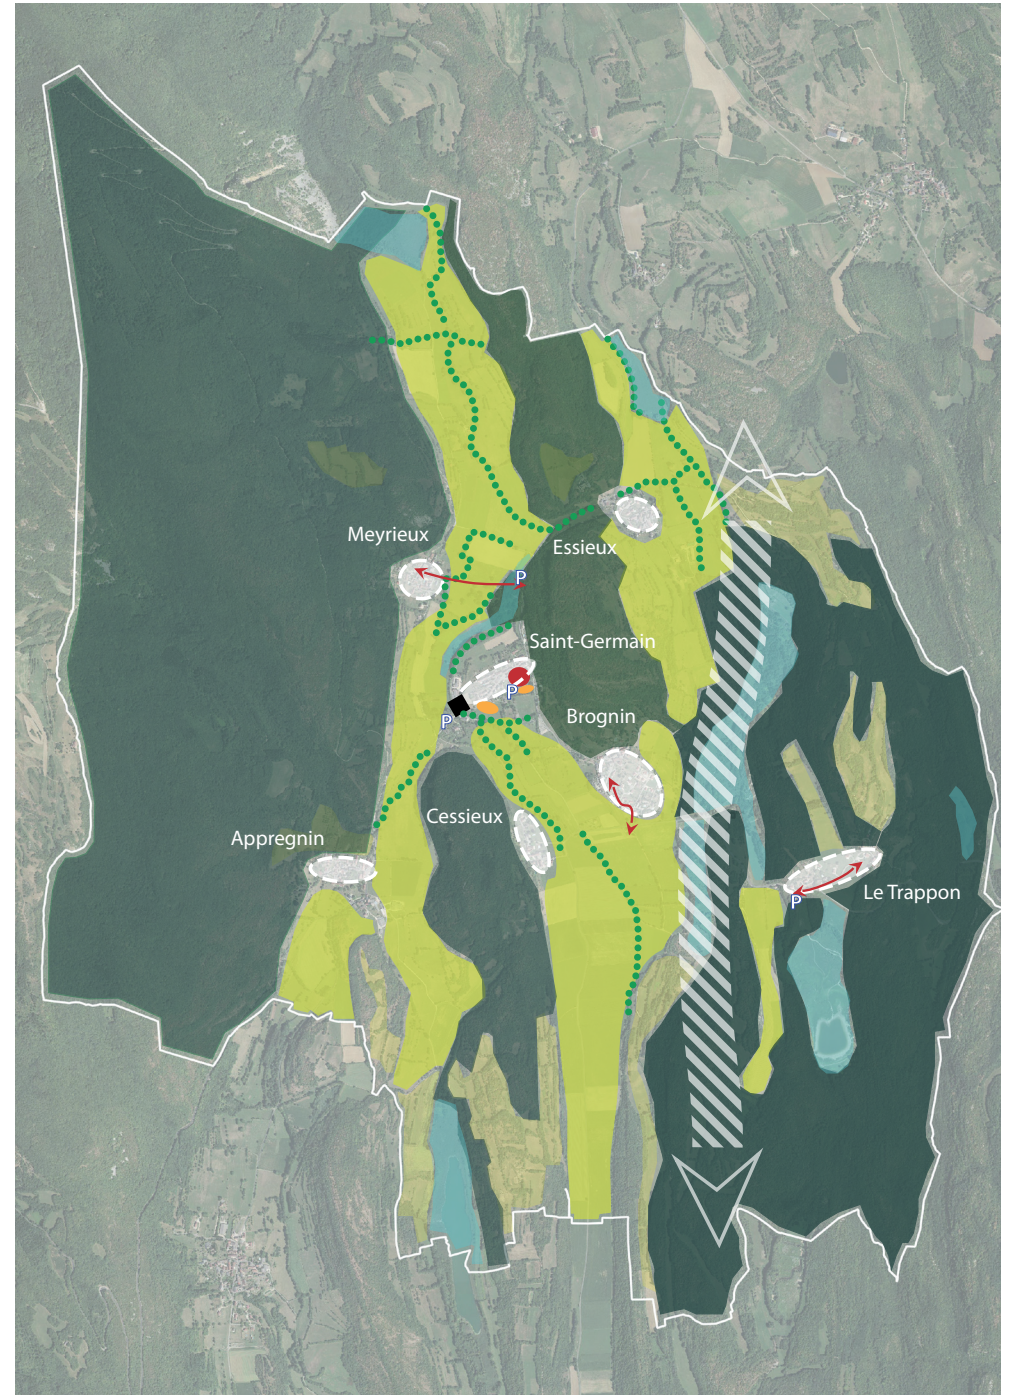 Meyrieux
Essieux
P
Saint-Germain
P
Brognin
P
Cessieux
Appregnin
Le Trappon
P